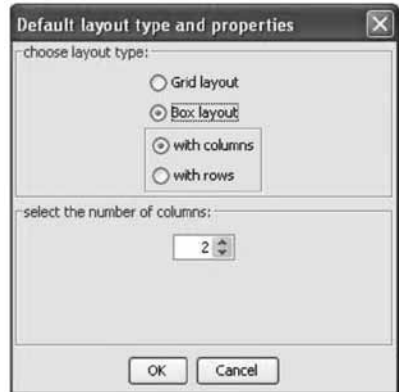 Default layout type and properties
choose layout type:
Grid layout
Box layout
with columns
with rows
select the number of columns:
2
OK Cancel